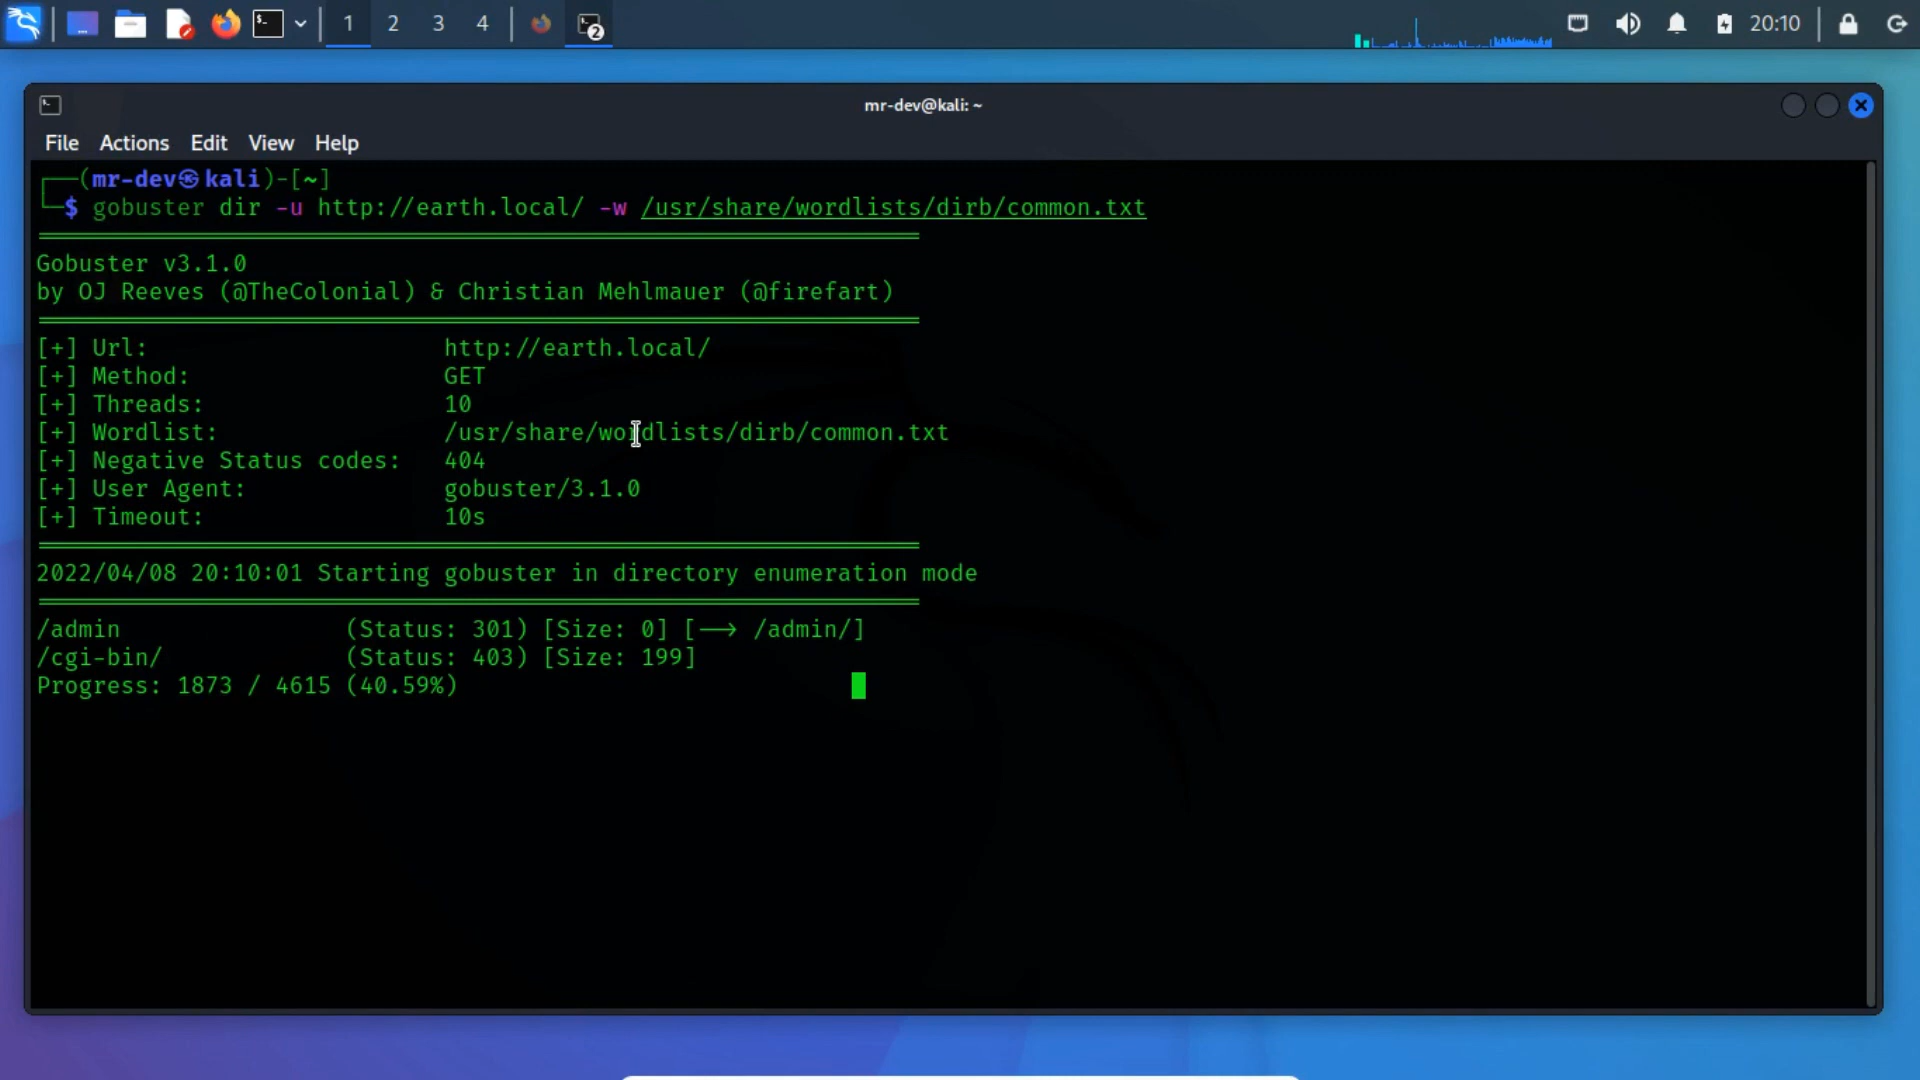 1 2 3 4 2 20:10
mr-dev@kali: ~
File Actions Edit View Help
┌──(mr-dev㉿kali)-[~]
└─$ gobuster dir -u http://earth.local/ -w /usr/share/wordlists/dirb/common.txt
===============================================================
Gobuster v3.1.0
by OJ Reeves (@TheColonial) & Christian Mehlmauer (@firefart)
===============================================================
[+] Url: http://earth.local/
[+] Method: GET
[+] Threads: 10
[+] Wordlist: /usr/share/wordlists/dirb/common.txt
[+] Negative Status codes: 404
[+] User Agent: gobuster/3.1.0
[+] Timeout: 10s
===============================================================
2022/04/08 20:10:01 Starting gobuster in directory enumeration mode
===============================================================
/admin (Status: 301) [Size: 0] [--> /admin/]
/cgi-bin/ (Status: 403) [Size: 199]
Progress: 1873 / 4615 (40.59%)